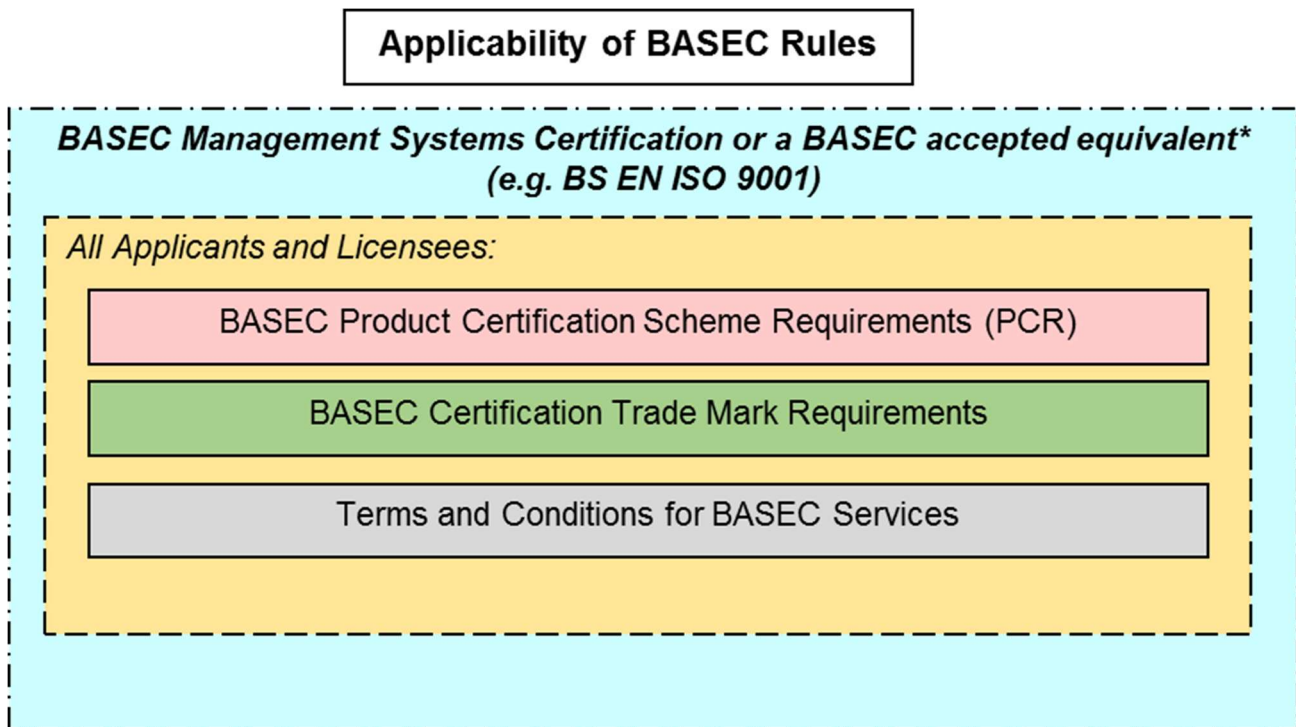 Applicability of BASEC Rules
BASEC Management Systems Certification or a BASEC accepted equivalent*
(e.g. BS EN ISO 9001)
All Applicants and Licensees:
BASEC Product Certification Scheme Requirements (PCR)
BASEC Certification Trade Mark Requirements
Terms and Conditions for BASEC Services